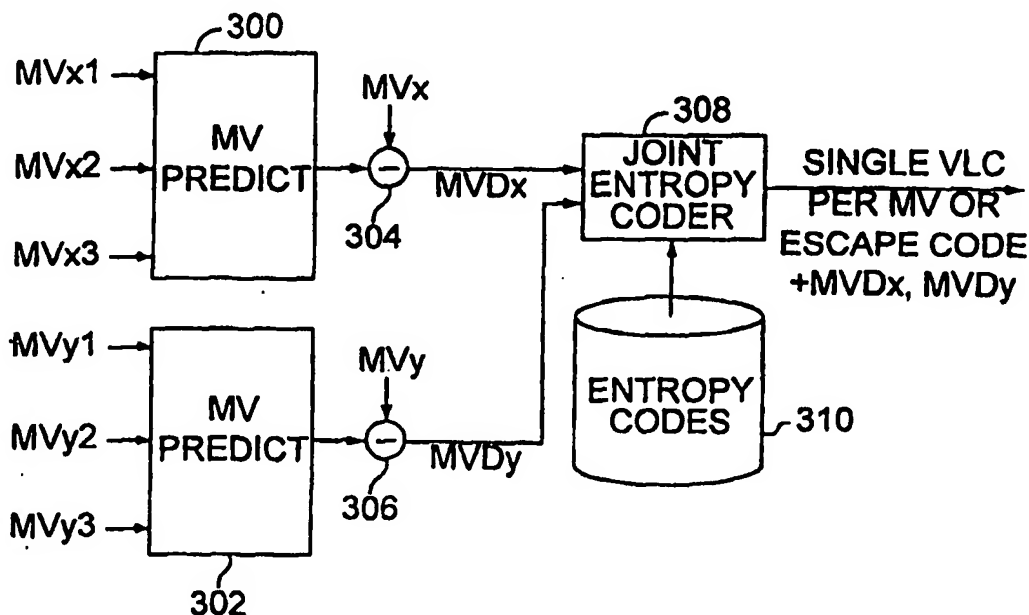 300
MVx1
MVx2
MVx3
MV
PREDICT
MVx
304
MVDx
308
JOINT
ENTROPY
CODER
SINGLE VLC
PER MV OR
ESCAPE CODE
+MVDx, MVDy
MVy1
MVy2
MVy3
MV
PREDICT
302
MVy
306
MVDy
ENTROPY
CODES
310